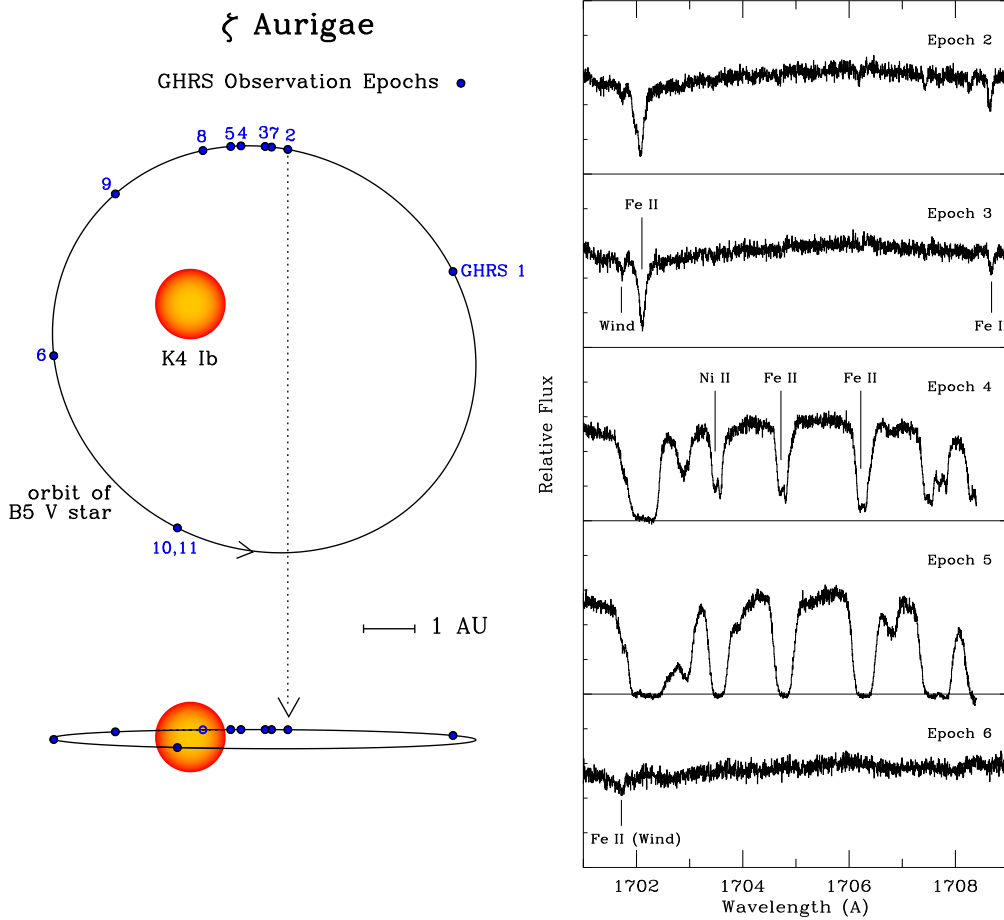 ζ Aurigae
GHRS Observation Epochs
8
5 4
3 7
2
9
GHRS 1
6
K4 Ib
orbit of
B5 V star
10,11
1 AU
Relative Flux
Epoch 2
Epoch 3
Fe II
Wind
Fe I
Epoch 4
Ni II
Fe II
Fe II
Epoch 5
Epoch 6
Fe II (Wind)
1702
1704
1706
1708
Wavelength (A)